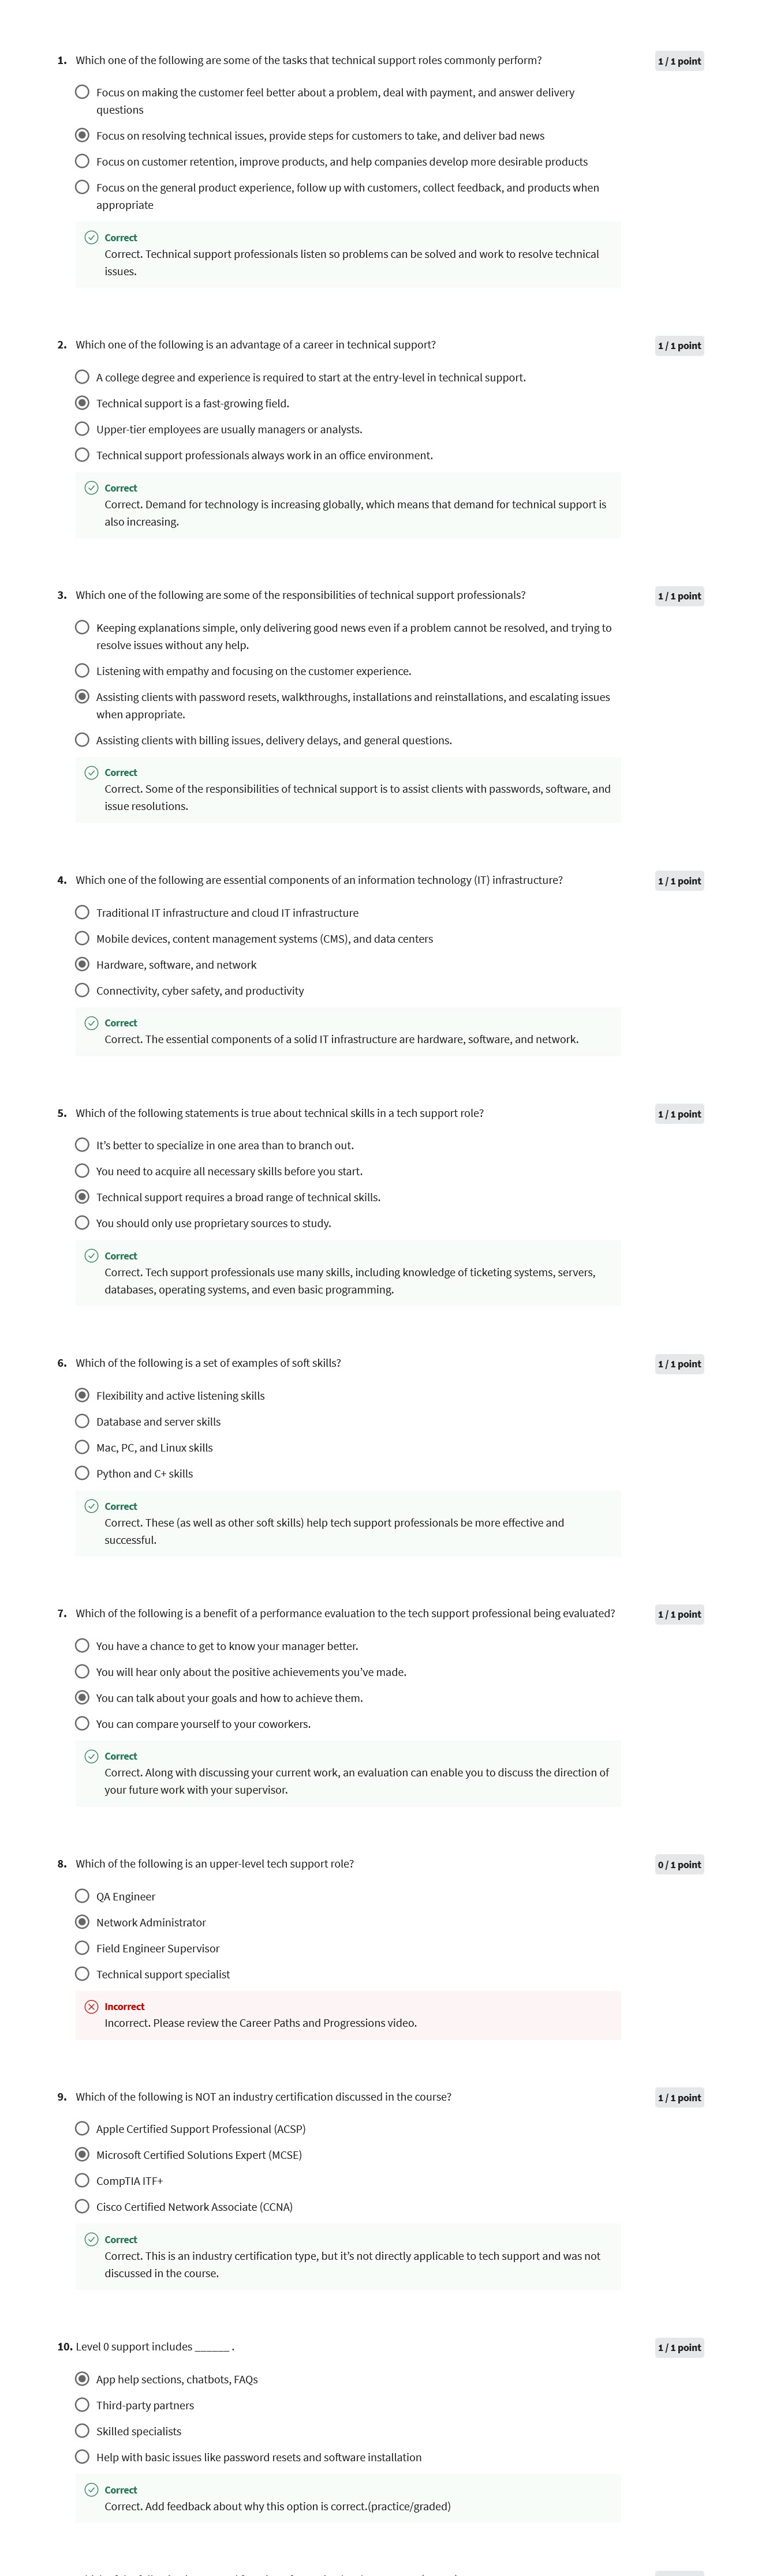 1. Which one of the following are some of the tasks that technical support roles commonly perform?
1 / 1 point
Focus on making the customer feel better about a problem, deal with payment, and answer delivery
questions
Focus on resolving technical issues, provide steps for customers to take, and deliver bad news
Focus on customer retention, improve products, and help companies develop more desirable products
Focus on the general product experience, follow up with customers, collect feedback, and products when
appropriate
Correct
Correct. Technical support professionals listen so problems can be solved and work to resolve technical
issues.
2. Which one of the following is an advantage of a career in technical support?
1 / 1 point
A college degree and experience is required to start at the entry-level in technical support.
Technical support is a fast-growing field.
Upper-tier employees are usually managers or analysts.
Technical support professionals always work in an office environment.
Correct
Correct. Demand for technology is increasing globally, which means that demand for technical support is
also increasing.
3. Which one of the following are some of the responsibilities of technical support professionals?
1 / 1 point
Keeping explanations simple, only delivering good news even if a problem cannot be resolved, and trying to
resolve issues without any help.
Listening with empathy and focusing on the customer experience.
Assisting clients with password resets, walkthroughs, installations and reinstallations, and escalating issues
when appropriate.
Assisting clients with billing issues, delivery delays, and general questions.
Correct
Correct. Some of the responsibilities of technical support is to assist clients with passwords, software, and
issue resolutions.
4. Which one of the following are essential components of an information technology (IT) infrastructure?
1 / 1 point
Traditional IT infrastructure and cloud IT infrastructure
Mobile devices, content management systems (CMS), and data centers
Hardware, software, and network
Connectivity, cyber safety, and productivity
Correct
Correct. The essential components of a solid IT infrastructure are hardware, software, and network.
5. Which of the following statements is true about technical skills in a tech support role?
1 / 1 point
It’s better to specialize in one area than to branch out.
You need to acquire all necessary skills before you start.
Technical support requires a broad range of technical skills.
You should only use proprietary sources to study.
Correct
Correct. Tech support professionals use many skills, including knowledge of ticketing systems, servers,
databases, operating systems, and even basic programming.
6. Which of the following is a set of examples of soft skills?
1 / 1 point
Flexibility and active listening skills
Database and server skills
Mac, PC, and Linux skills
Python and C+ skills
Correct
Correct. These (as well as other soft skills) help tech support professionals be more effective and
successful.
7. Which of the following is a benefit of a performance evaluation to the tech support professional being evaluated?
1 / 1 point
You have a chance to get to know your manager better.
You will hear only about the positive achievements you’ve made.
You can talk about your goals and how to achieve them.
You can compare yourself to your coworkers.
Correct
Correct. Along with discussing your current work, an evaluation can enable you to discuss the direction of
your future work with your supervisor.
8. Which of the following is an upper-level tech support role?
0 / 1 point
QA Engineer
Network Administrator
Field Engineer Supervisor
Technical support specialist
Incorrect
Incorrect. Please review the Career Paths and Progressions video.
9. Which of the following is NOT an industry certification discussed in the course?
1 / 1 point
Apple Certified Support Professional (ACSP)
Microsoft Certified Solutions Expert (MCSE)
CompTIA ITF+
Cisco Certified Network Associate (CCNA)
Correct
Correct. This is an industry certification type, but it’s not directly applicable to tech support and was not
discussed in the course.
10. Level 0 support includes ______ .
1 / 1 point
App help sections, chatbots, FAQs
Third-party partners
Skilled specialists
Help with basic issues like password resets and software installation
Correct
Correct. Add feedback about why this option is correct.(practice/graded)